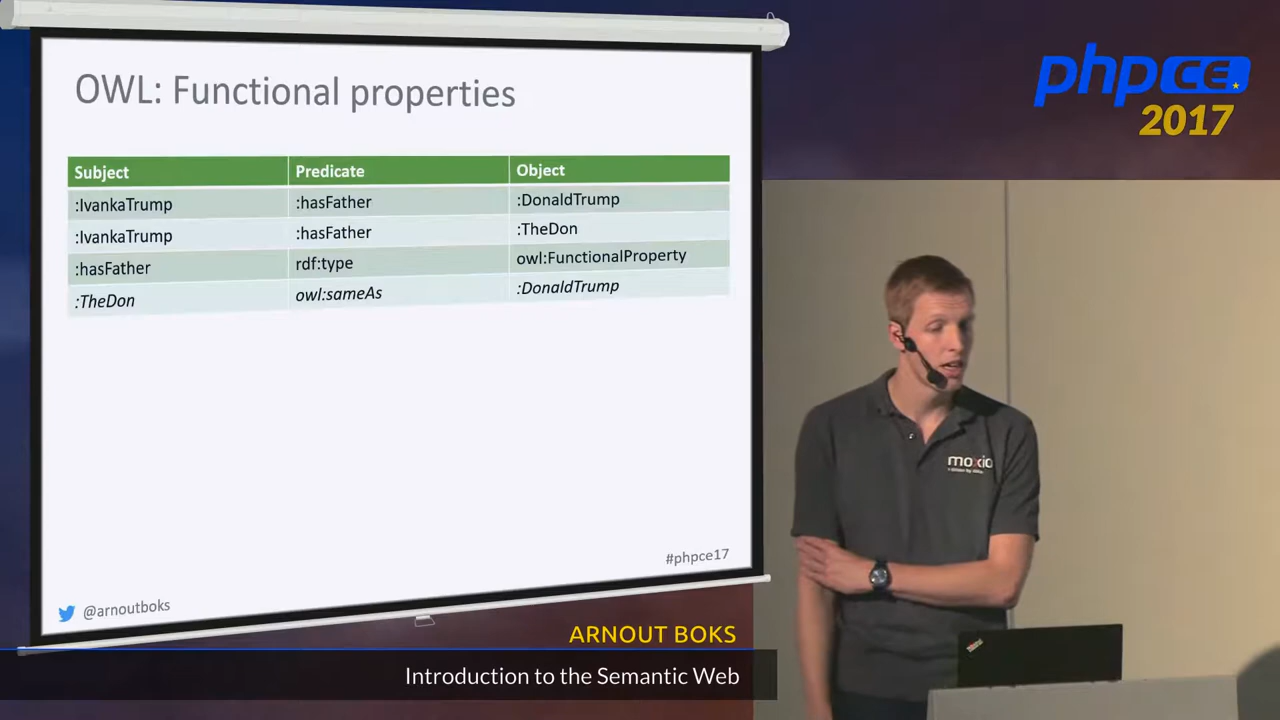 OWL: Functional properties
Subject Predicate Object
:IvankaTrump :hasFather :DonaldTrump
:IvankaTrump :hasFather :TheDon
:hasFather rdf:type owl:FunctionalProperty
:TheDon owl:sameAs :DonaldTrump
#phpce17
@arnoutboks
phpCE
2017
moxio
ARNOUT BOKS
Introduction to the Semantic Web